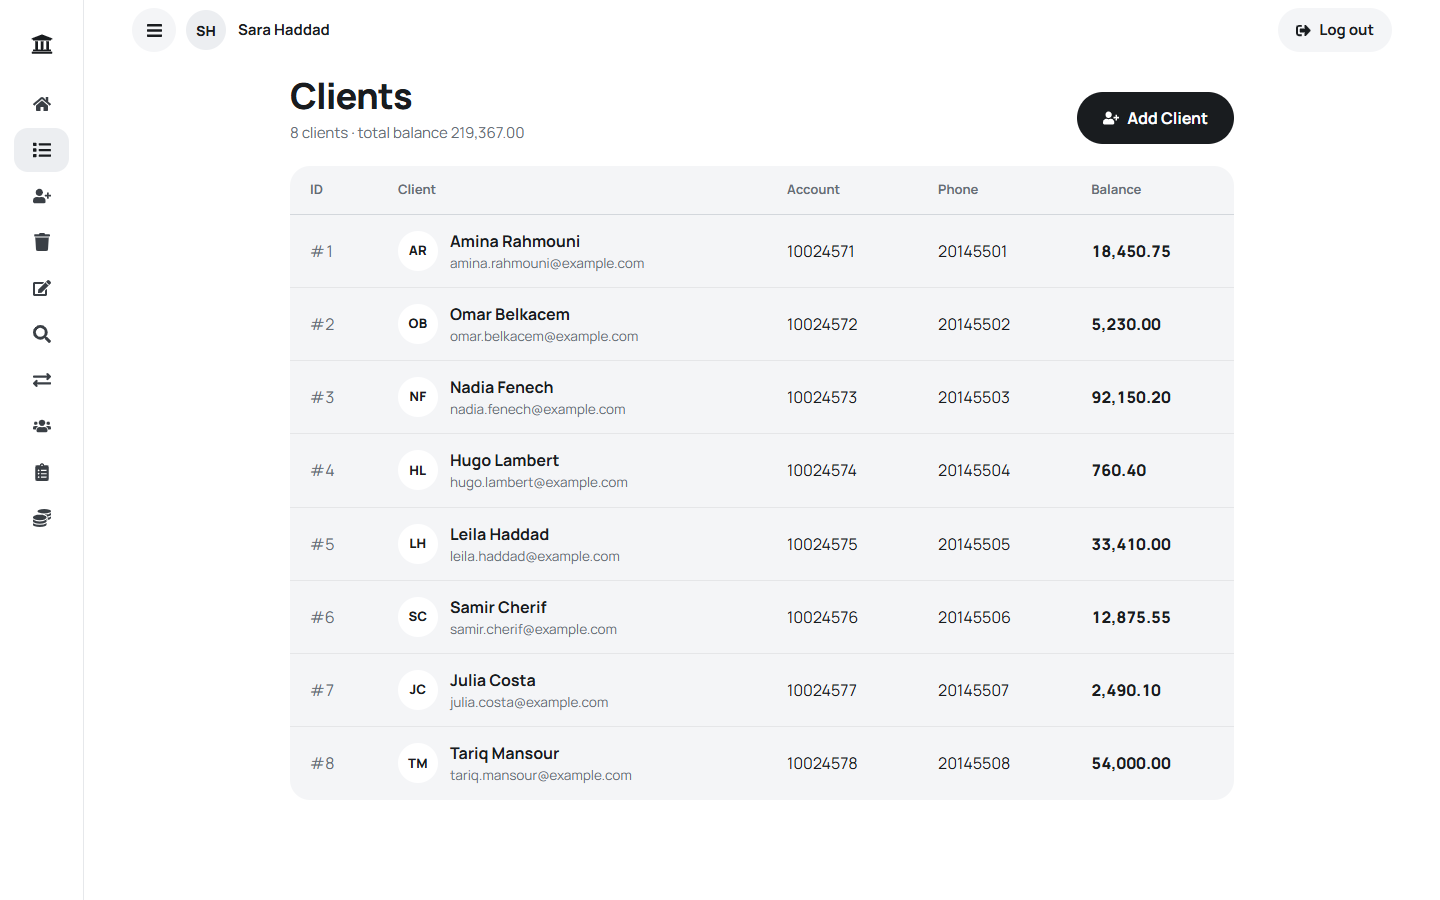 SH Sara Haddad Log out
Clients
8 clients · total balance 219,367.00
Add Client
ID Client Account Phone Balance
#1 AR Amina Rahmouni 10024571 20145501 18,450.75
amina.rahmouni@example.com
#2 OB Omar Belkacem 10024572 20145502 5,230.00
omar.belkacem@example.com
#3 NF Nadia Fenech 10024573 20145503 92,150.20
nadia.fenech@example.com
#4 HL Hugo Lambert 10024574 20145504 760.40
hugo.lambert@example.com
#5 LH Leila Haddad 10024575 20145505 33,410.00
leila.haddad@example.com
#6 SC Samir Cherif 10024576 20145506 12,875.55
samir.cherif@example.com
#7 JC Julia Costa 10024577 20145507 2,490.10
julia.costa@example.com
#8 TM Tariq Mansour 10024578 20145508 54,000.00
tariq.mansour@example.com